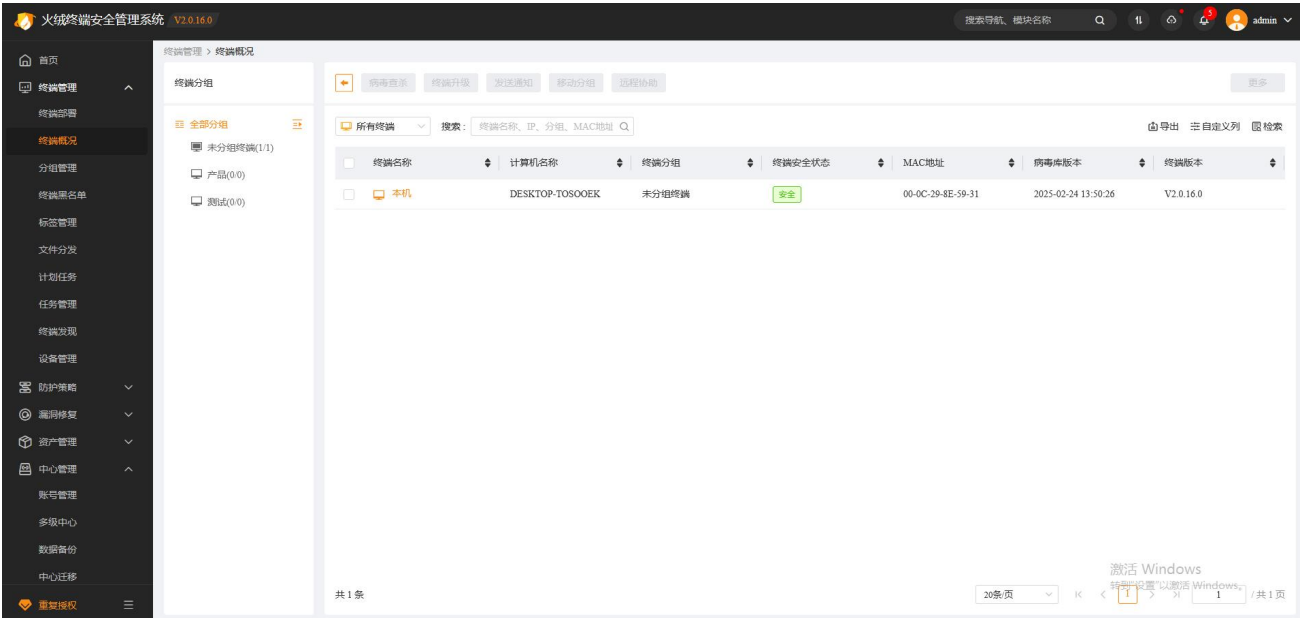 火绒终端安全管理系统 V2.0.16.0
搜索导航、模块名称
5
admin
首页
终端管理
终端部署
终端概况
分组管理
终端黑名单
标签管理
文件分发
计划任务
任务管理
终端发现
设备管理
防护策略
漏洞修复
资产管理
中心管理
账号管理
多级中心
数据备份
中心迁移
重复授权
终端管理 > 终端概况
终端分组
全部分组
未分组终端(1/1)
产品(0/0)
测试(0/0)
病毒查杀 终端升级 发送通知 移动分组 远程协助 更多
所有终端 搜索: 终端名称、IP、分组、MAC地址 导出 自定义列 检索
终端名称 计算机名称 终端分组 终端安全状态 MAC地址 病毒库版本 终端版本
本机 DESKTOP-TOSOOEK 未分组终端 安全 00-0C-29-8E-59-31 2025-02-24 13:50:26 V2.0.16.0
激活 Windows
转到"设置"以激活 Windows。
共 1 条 20条/页 1 1 / 共 1 页